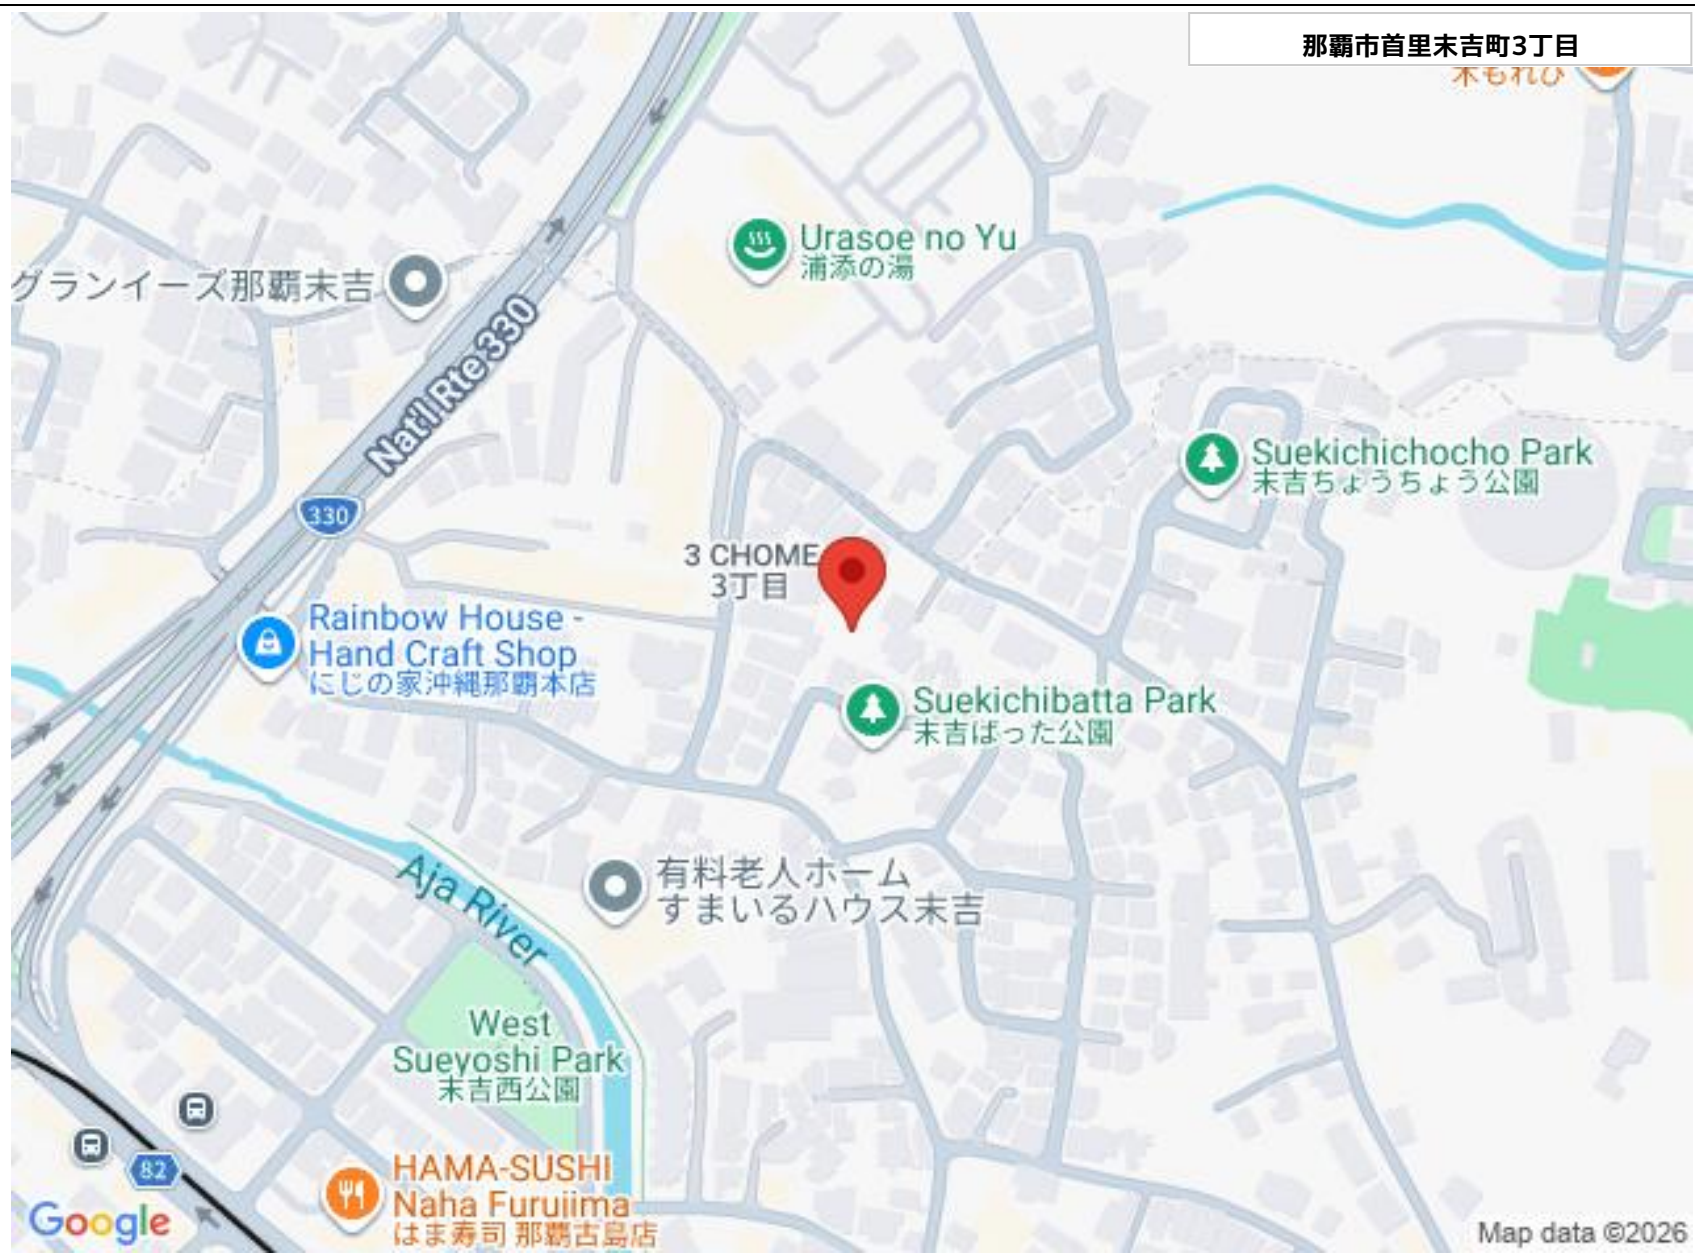 那覇市首里末吉町3丁目
木もれび
Urasoe no Yu
浦添の湯
グランイーズ那覇末吉
Nat'l Rte 330
330
Suekichichocho Park
末吉ちょうちょう公園
3 CHOME
3丁目
Rainbow House -
Hand Craft Shop
にじの家沖縄那覇本店
Suekichibatta Park
末吉ばった公園
有料老人ホーム
すまいるハウス末吉
Aja River
West
Sueyoshi Park
末吉西公園
82
HAMA-SUSHI
Naha Furujima
はま寿司 那覇古島店
Google
Map data ©2026